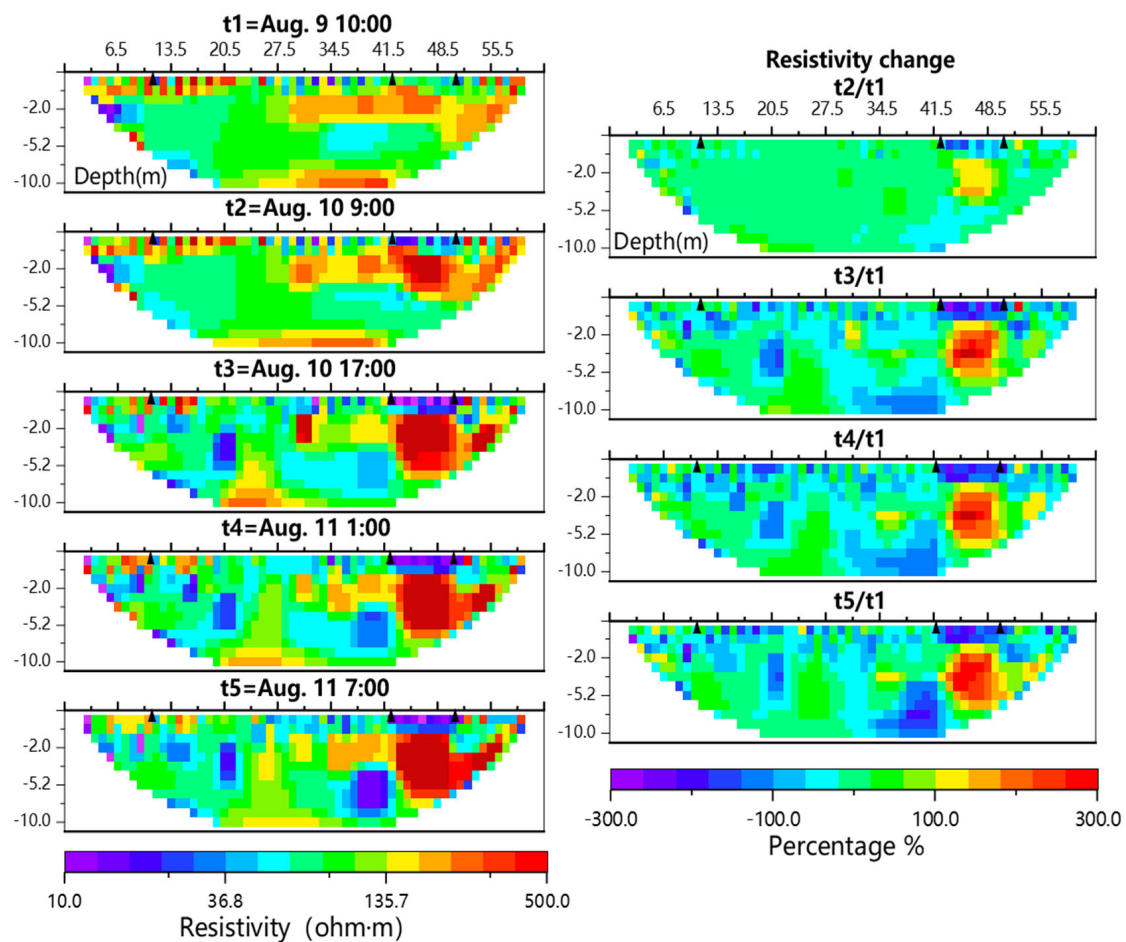 t1=Aug. 9 10:00
6.5 13.5 20.5 27.5 34.5 41.5 48.5 55.5
-2.0
-5.2
-10.0
Depth(m)
t2=Aug. 10 9:00
-2.0
-5.2
-10.0
t3=Aug. 10 17:00
-2.0
-5.2
-10.0
t4=Aug. 11 1:00
-2.0
-5.2
-10.0
t5=Aug. 11 7:00
-2.0
-5.2
-10.0
10.0 36.8 135.7 500.0
Resistivity (ohm·m)
Resistivity change
t2/t1
6.5 13.5 20.5 27.5 34.5 41.5 48.5 55.5
-2.0
-5.2
-10.0
Depth(m)
t3/t1
-2.0
-5.2
-10.0
t4/t1
-2.0
-5.2
-10.0
t5/t1
-2.0
-5.2
-10.0
-300.0 -100.0 100.0 300.0
Percentage %